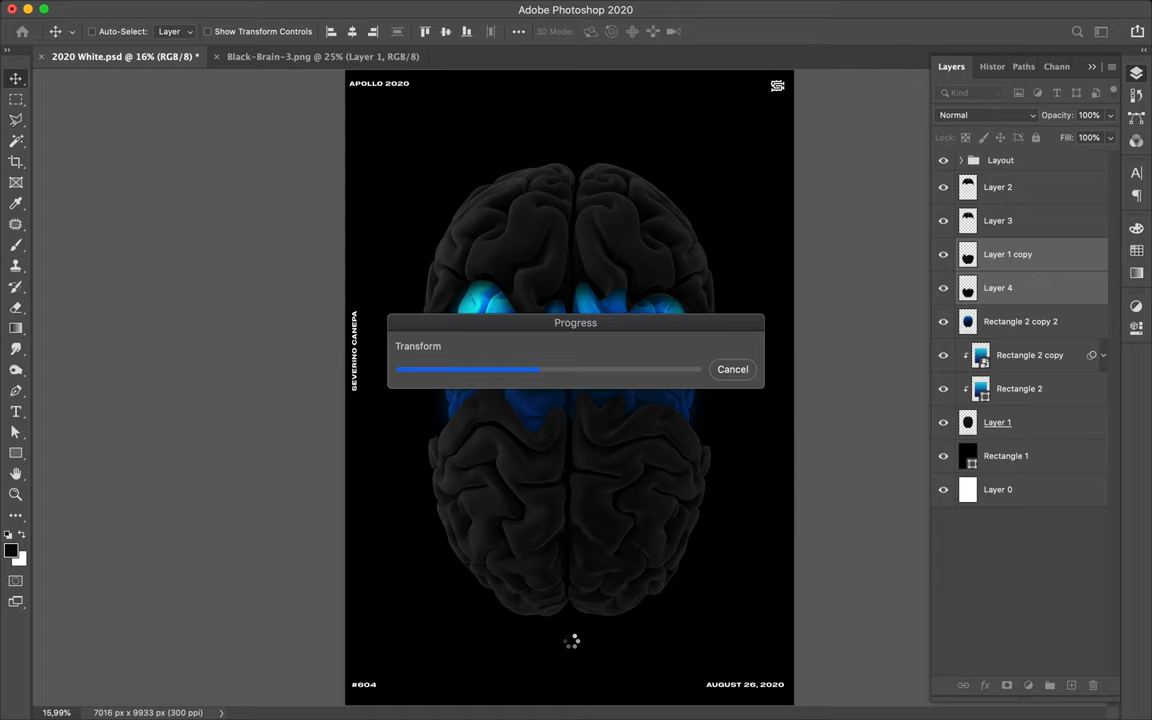 Adobe Photoshop 2020
Auto-Select: Layer Show Transform Controls 3D Mode:
2020 White.psd @ 16% (RGB/8) * Black-Brain-3.png @ 25% (Layer 1, RGB/8)
Layers Histor Paths Chann
Kind
Normal Opacity: 100%
Lock: Fill: 100%
Layout
Layer 2
Layer 3
Layer 1 copy
Layer 4
Rectangle 2 copy 2
Rectangle 2 copy
Rectangle 2
Layer 1
Rectangle 1
Layer 0
APOLLO 2020
SEVERINO CANEPA
Progress
Transform
Cancel
#604 AUGUST 26, 2020
15,99% 7016 px x 9933 px (300 ppi)